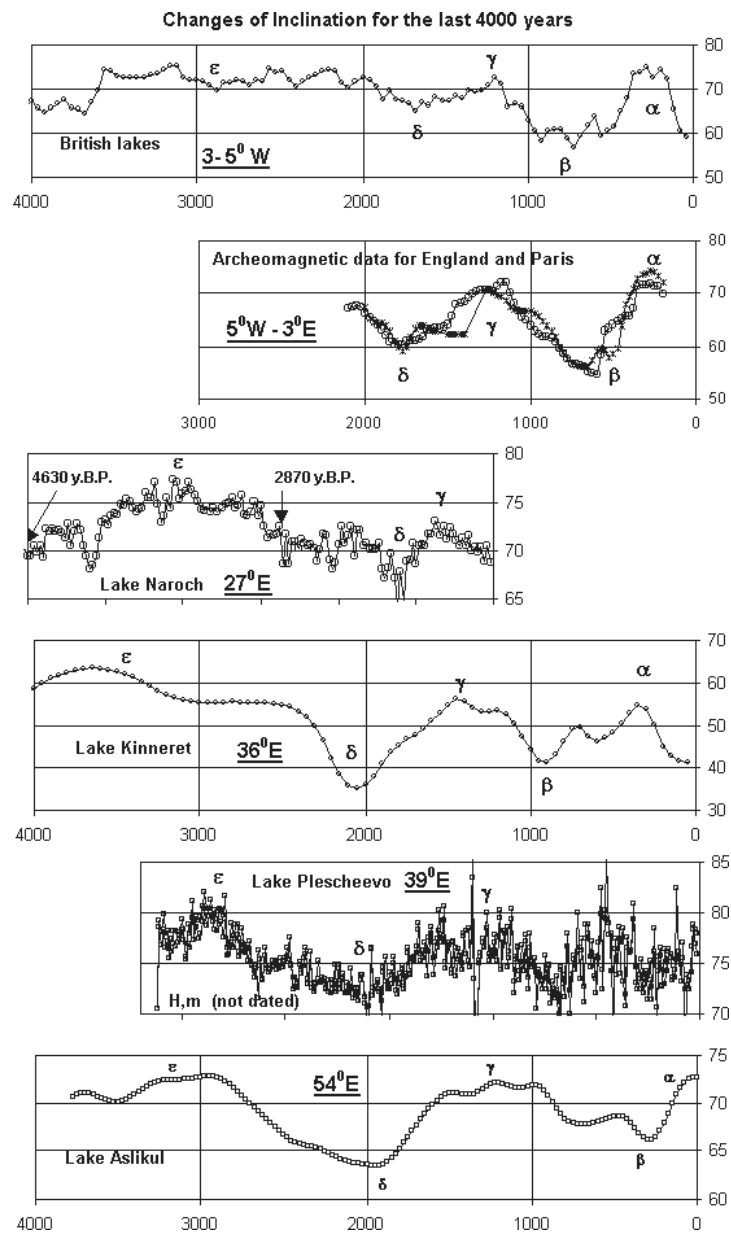 Changes of Inclination for the last 4000 years
80
70
60
50
ε
γ
δ
α
β
British lakes
3-5⁰ W
4000
3000
2000
1000
0
Archeomagnetic data for England and Paris
α
80
70
60
50
5⁰W - 3⁰E
γ
δ
β
3000
2000
1000
0
80
75
70
65
4630 y.B.P.
ε
2870 y.B.P.
γ
δ
Lake Naroch
27⁰E
70
60
50
40
30
ε
γ
α
δ
β
Lake Kinneret
36⁰E
4000
3000
2000
1000
0
85
80
75
70
ε
Lake Plescheevo
39⁰E
γ
δ
H,m (not dated)
75
70
65
60
ε
54⁰E
γ
α
Lake Aslikul
β
δ
4000
3000
2000
1000
0